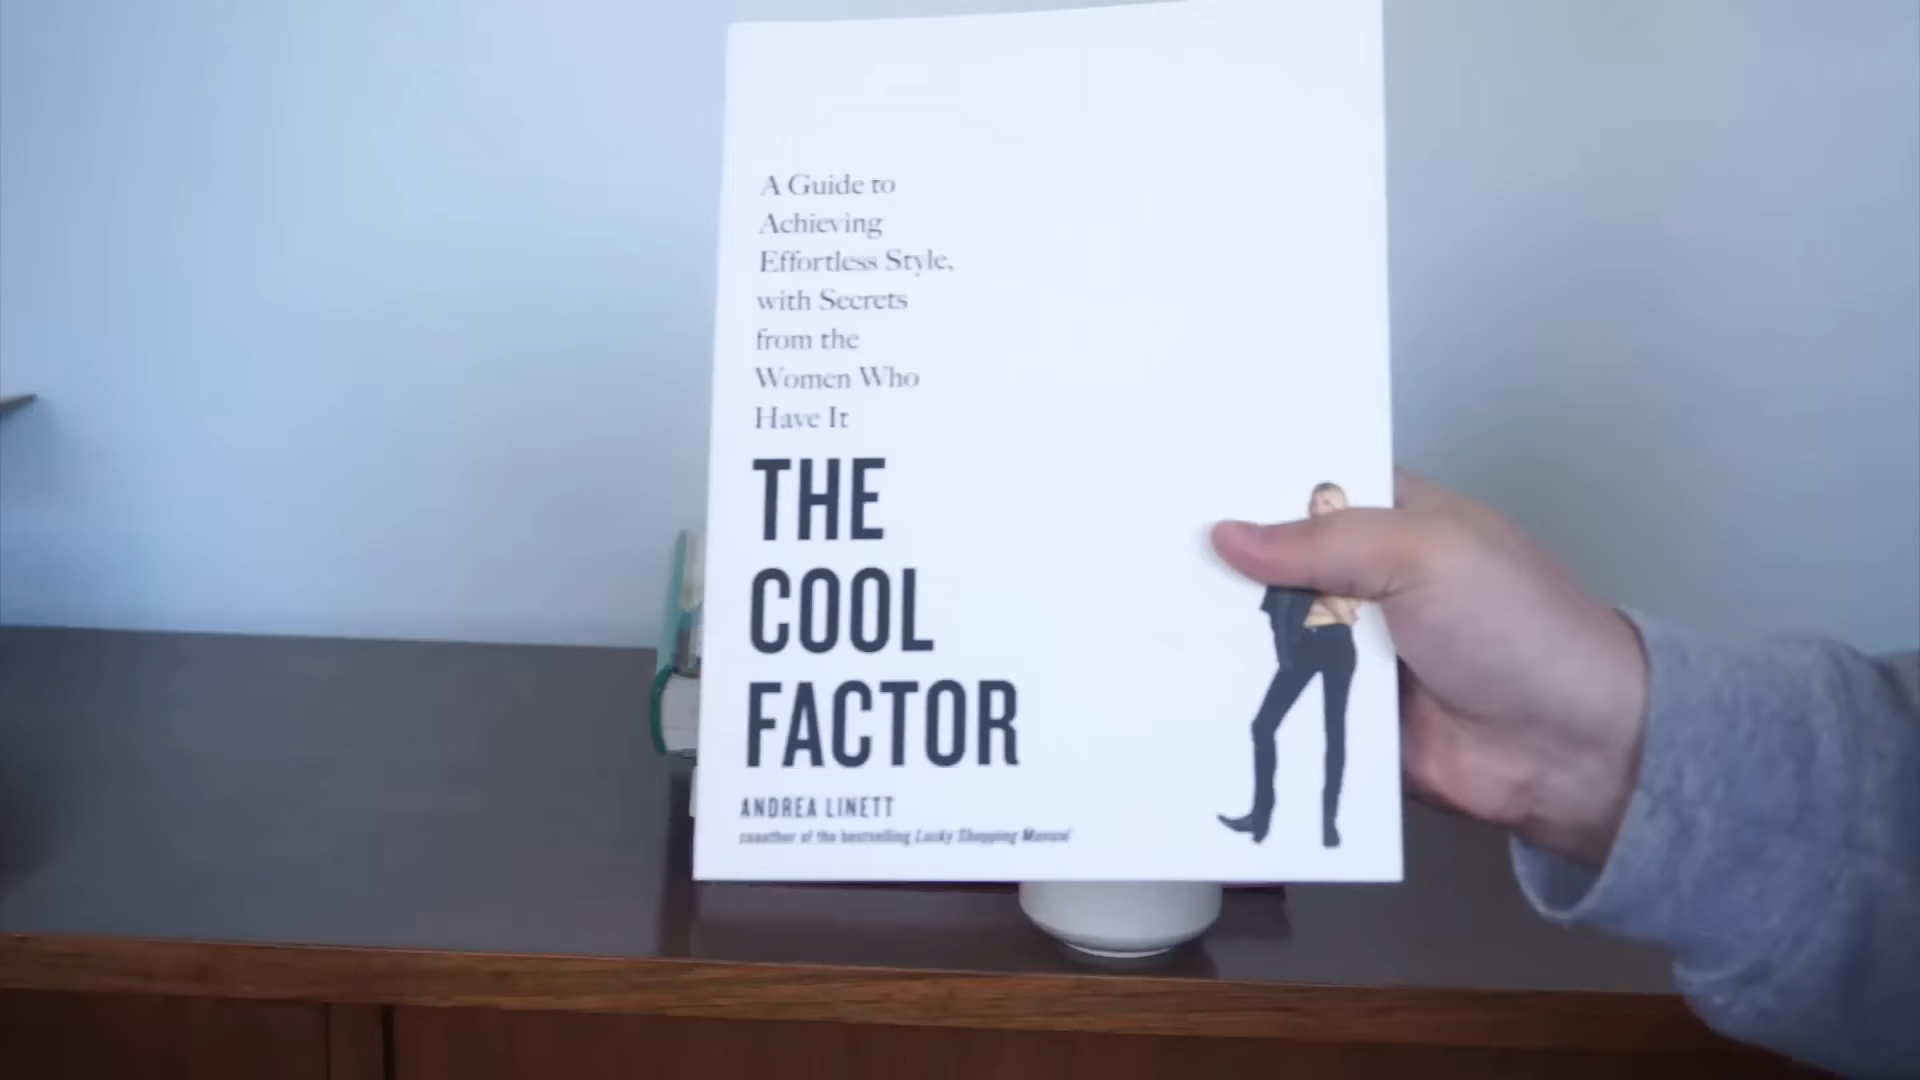 A Guide to
Achieving
Effortless Style,
with Secrets
from the
Women Who
Have It
THE
COOL
FACTOR
ANDREA LINETT
coauthor of the bestselling Lucky Shopping Manual